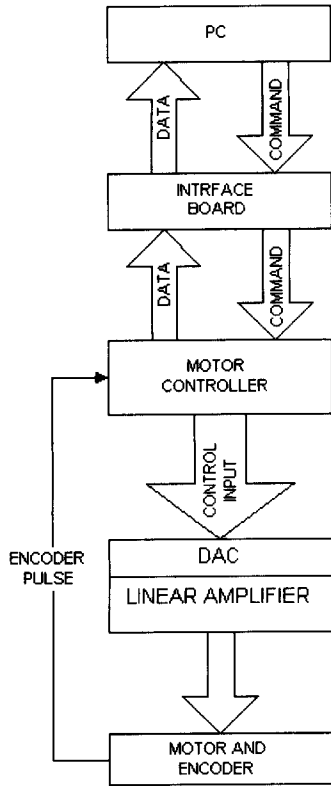 PC
DATA
COMMAND
INTRFACE
BOARD
DATA
COMMAND
MOTOR
CONTROLLER
CONTROL
INPUT
ENCODER
PULSE
DAC
LINEAR AMPLIFIER
MOTOR AND
ENCODER